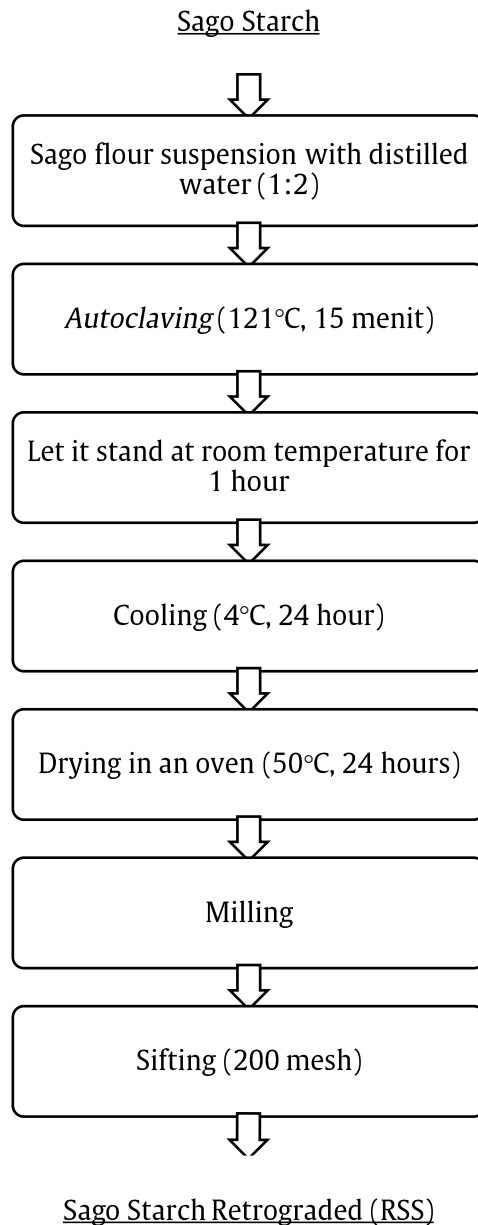 Sago Starch
Sago flour suspension with distilled
water (1:2)
Autoclaving (121°C, 15 menit)
Let it stand at room temperature for
1 hour
Cooling (4°C, 24 hour)
Drying in an oven (50°C, 24 hours)
Milling
Sifting (200 mesh)
Sago Starch Retrograded (RSS)